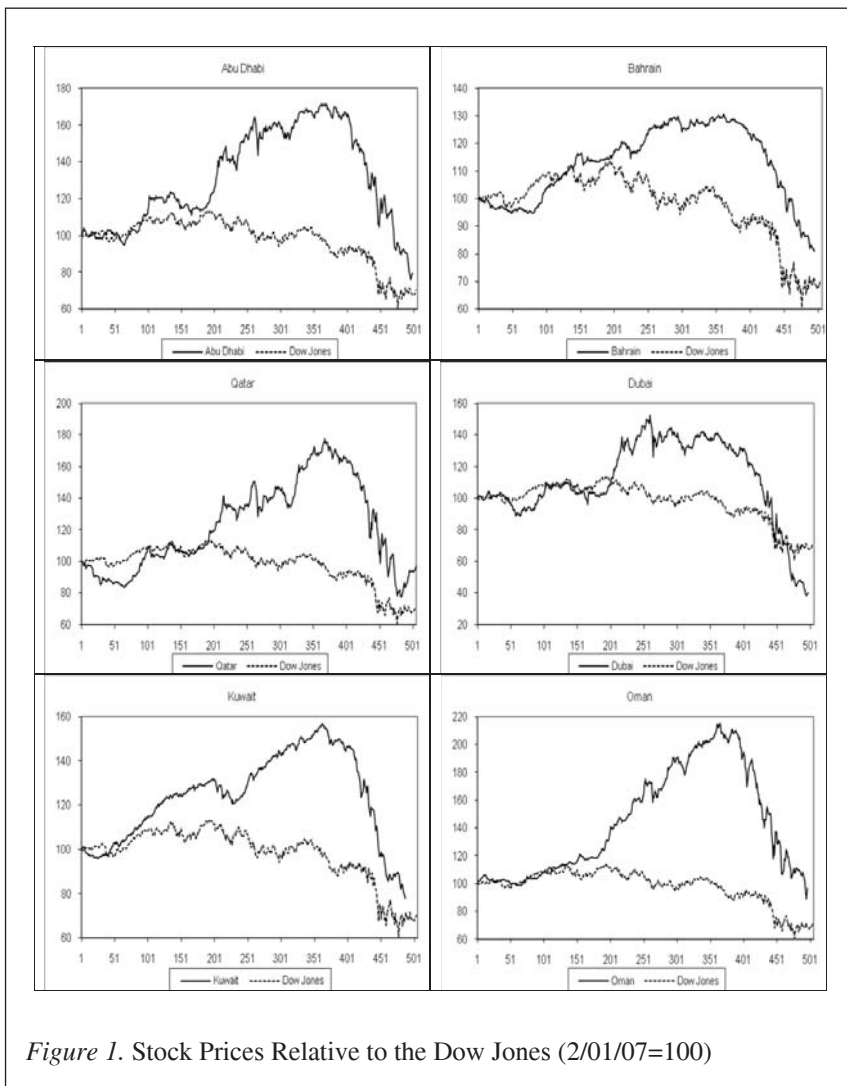 Abu Dhabi
180
160
140
120
100
80
60
1 51 101 151 201 251 301 351 401 451 501
Abu Dhabi Dow Jones
Bahrain
140
130
120
110
100
90
80
70
60
1 51 101 151 201 251 301 351 401 451 501
Bahrain Dow Jones
Qatar
200
180
160
140
120
100
80
60
1 51 101 151 201 251 301 351 401 451 501
Qatar Dow Jones
Dubai
160
140
120
100
80
60
40
20
1 51 101 151 201 251 301 351 401 451 501
Dubai Dow Jones
Kuwait
160
140
120
100
80
60
1 51 101 151 201 251 301 351 401 451 501
Kuwait Dow Jones
Oman
220
200
180
160
140
120
100
80
60
1 51 101 151 201 251 301 351 401 451 501
Oman Dow Jones
Figure 1. Stock Prices Relative to the Dow Jones (2/01/07=100)